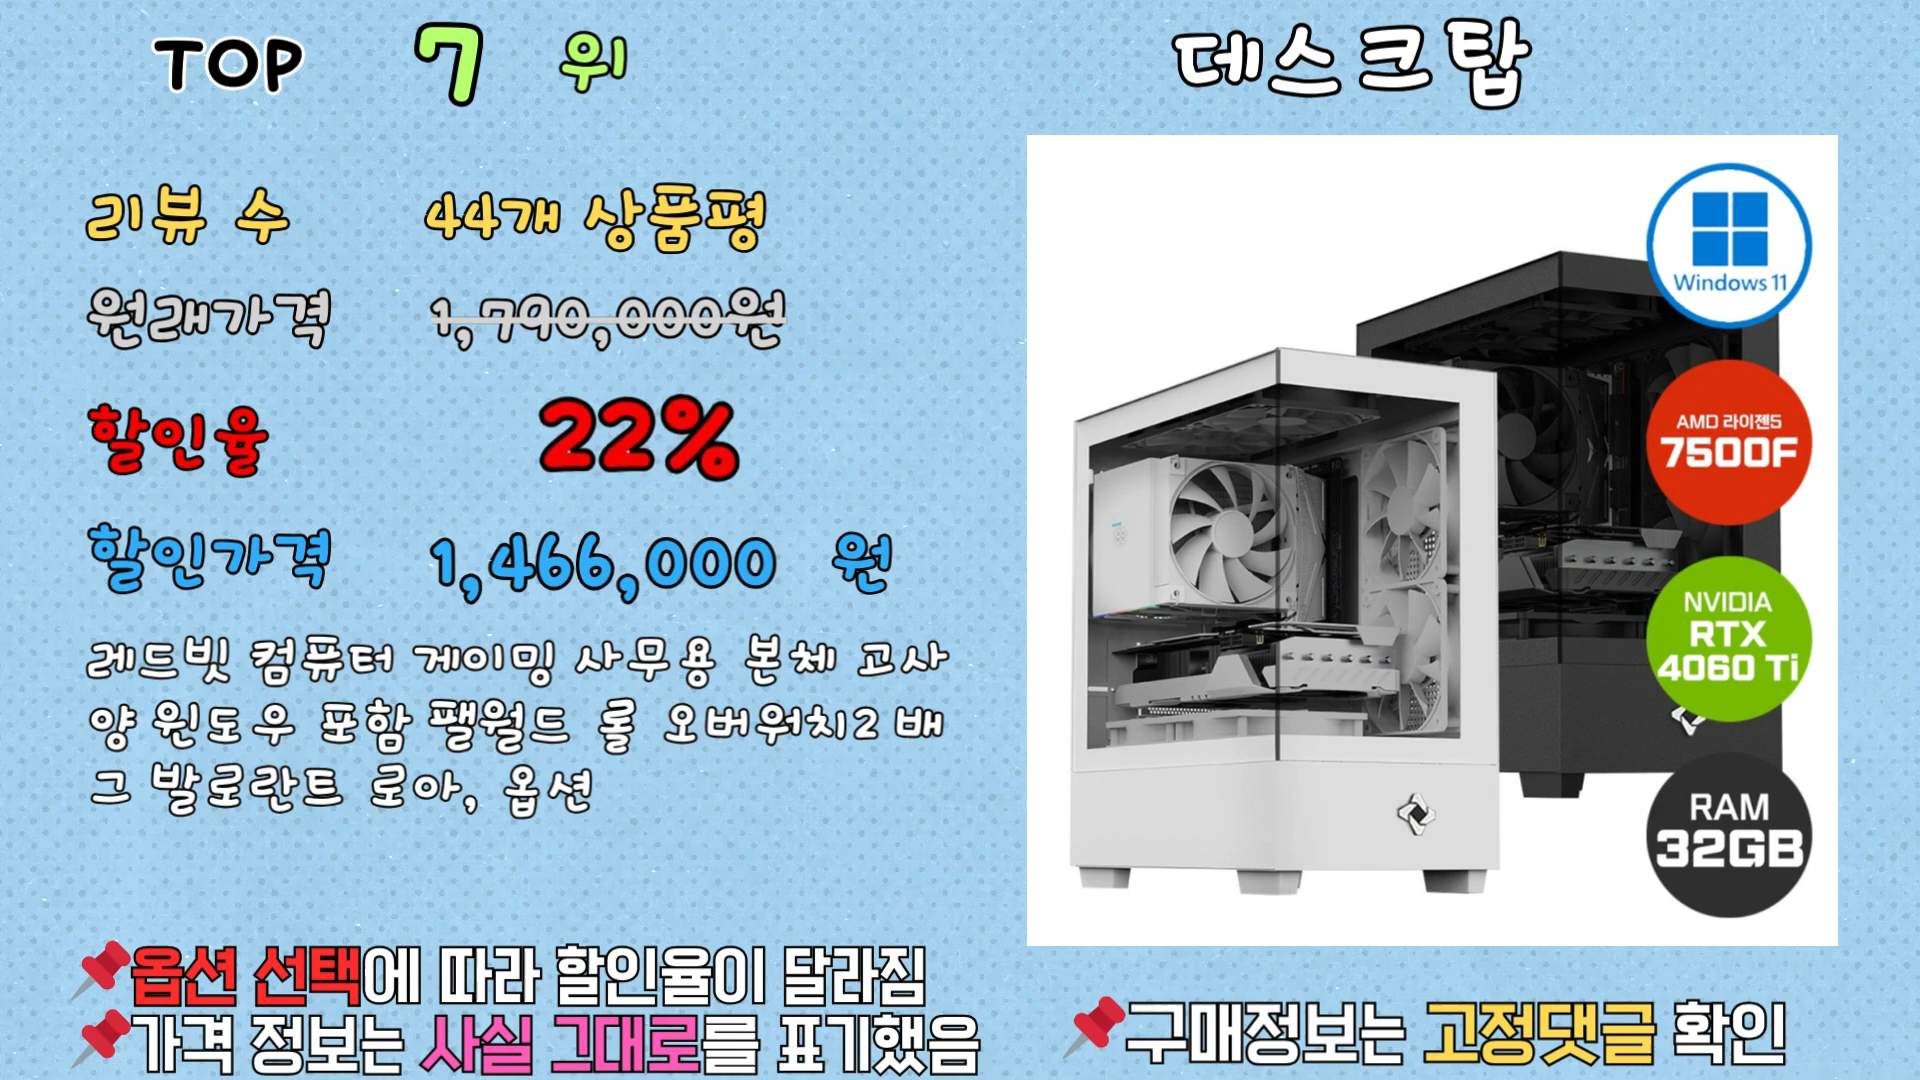 TOP 7 위
데스크탑
리뷰 수 44개 상품평
원래가격 1,790,000원
할인율 22%
할인가격 1,466,000 원
레드빗 컴퓨터 게이밍 사무용 본체 고사
양 윈도우 포함 팰월드 롤 오버워치2 배
그 발로란트 로아, 옵션
Windows 11
AMD 라이젠5
7500F
NVIDIA
RTX
4060 Ti
RAM
32GB
옵션 선택에 따라 할인율이 달라짐
가격 정보는 사실 그대로를 표기했음
구매정보는 고정댓글 확인